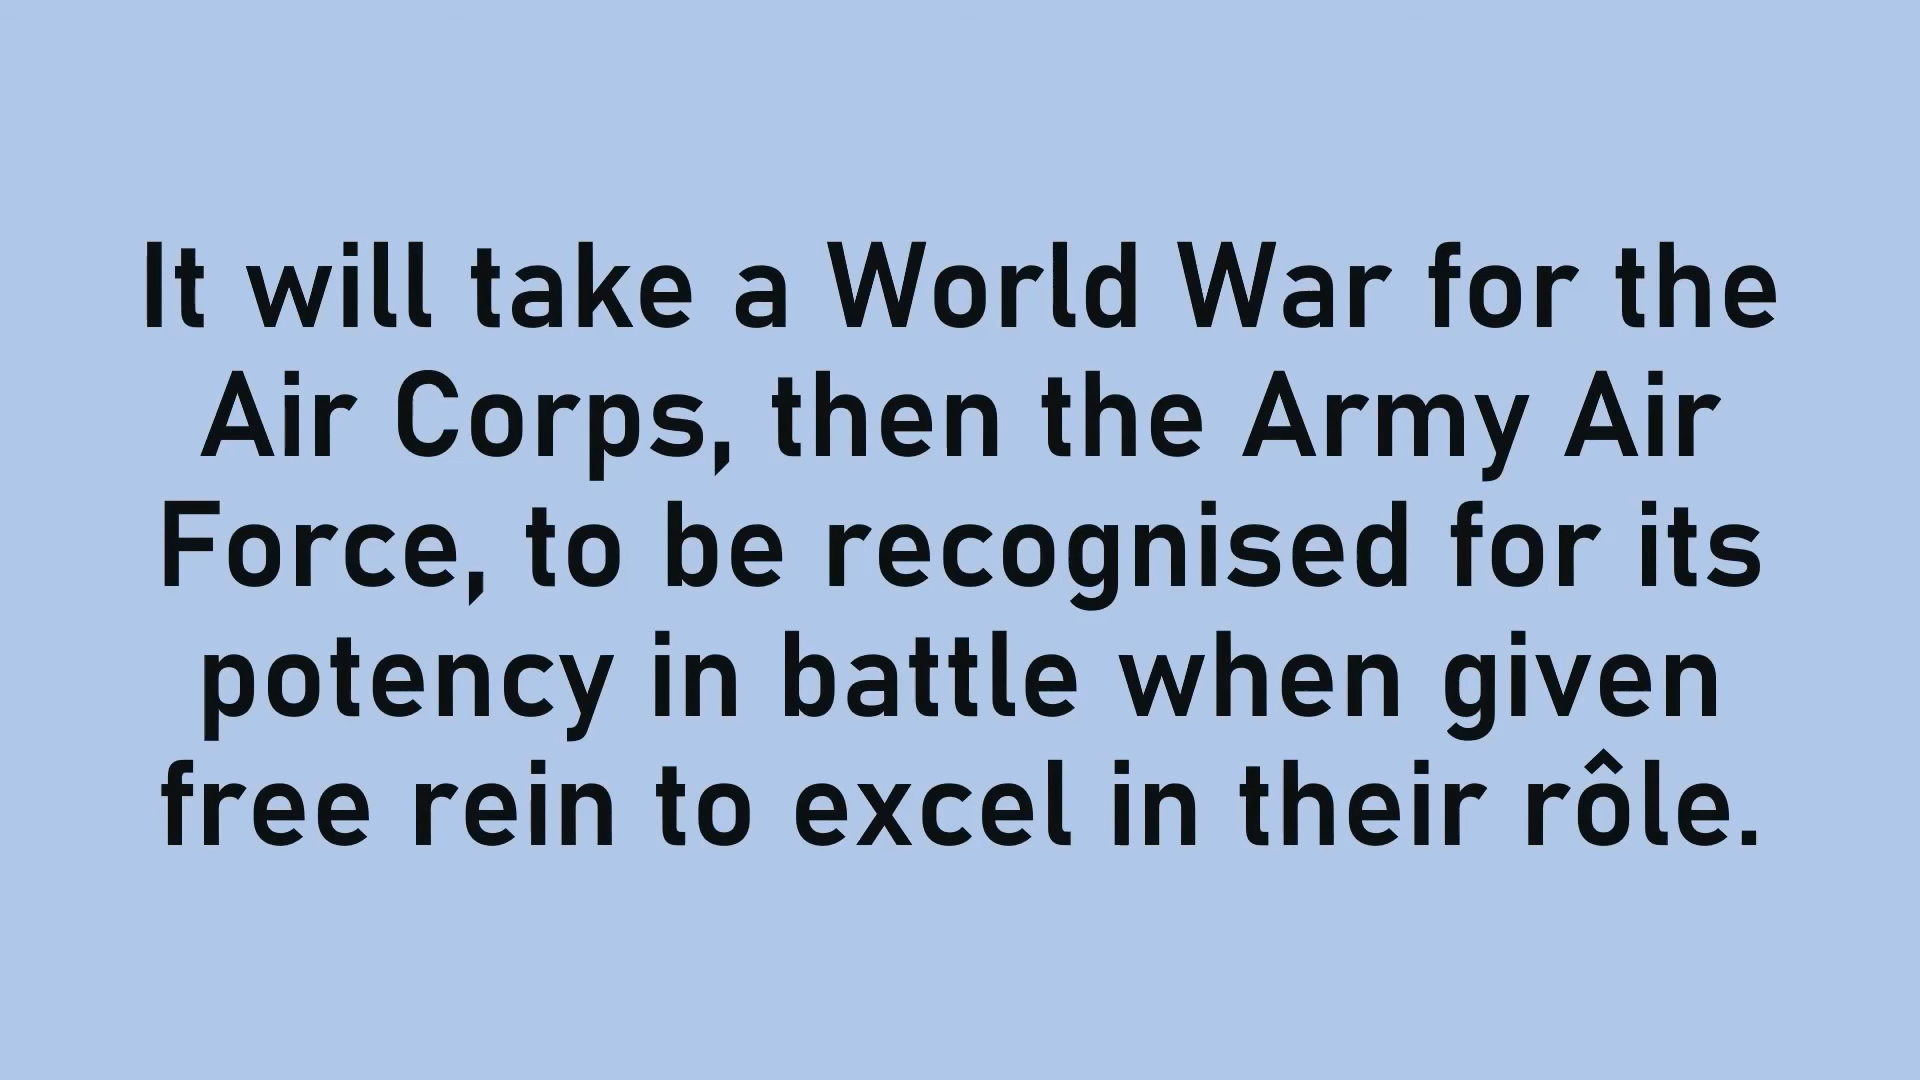 It will take a World War for the
Air Corps, then the Army Air
Force, to be recognised for its
potency in battle when given
free rein to excel in their rôle.